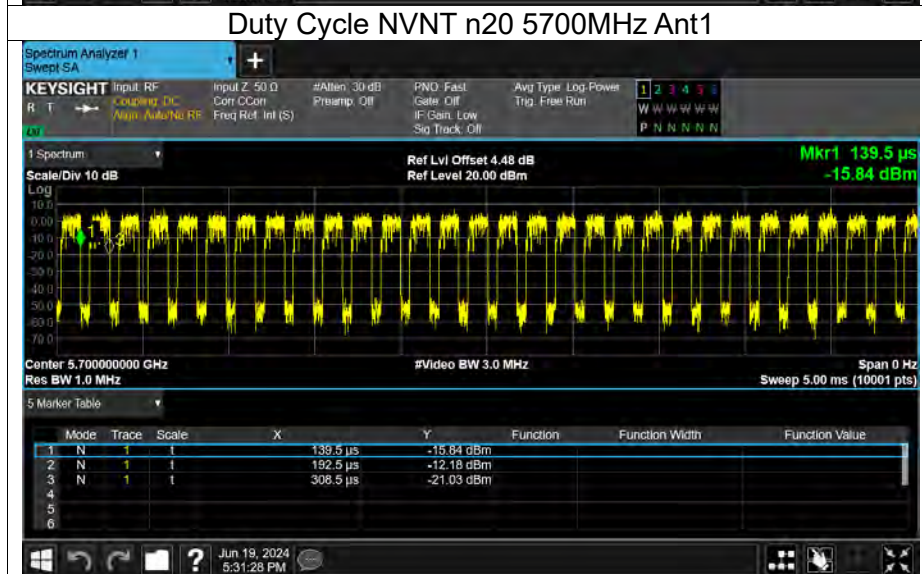 Duty Cycle NVNT n20 5700MHz Ant1
Spectrum Analyzer 1
Swept SA
+
KEYSIGHT Input: RF Input Z: 50 Ω #Atten: 30 dB PNO: Fast Avg Type: Log-Power 1 2 3 4 5 6
R T Coupling: DC Corr CCorr Preamp: Off Gate: Off Trig: Free Run W W W W W W
Align: Auto/No RF Freq Ref: Int (S) IF Gain: Low
Sig Track: Off P N N N N N
1 Spectrum Ref Lvl Offset 4.48 dB Mkr1 139.5 µs
Scale/Div 10 dB Ref Level 20.00 dBm -15.84 dBm
Log
10.0
0.00
-10.0
-20.0
-30.0
-40.0
-50.0
-60.0
-70.0
1
3
Center 5.700000000 GHz #Video BW 3.0 MHz Span 0 Hz
Res BW 1.0 MHz Sweep 5.00 ms (10001 pts)
5 Marker Table
Mode Trace Scale X Y Function Function Width Function Value
1 N 1 t 139.5 µs -15.84 dBm
2 N 1 t 192.5 µs -12.18 dBm
3 N 1 t 308.5 µs -21.03 dBm
4
5
6
? Jun 19, 2024
5:31:28 PM